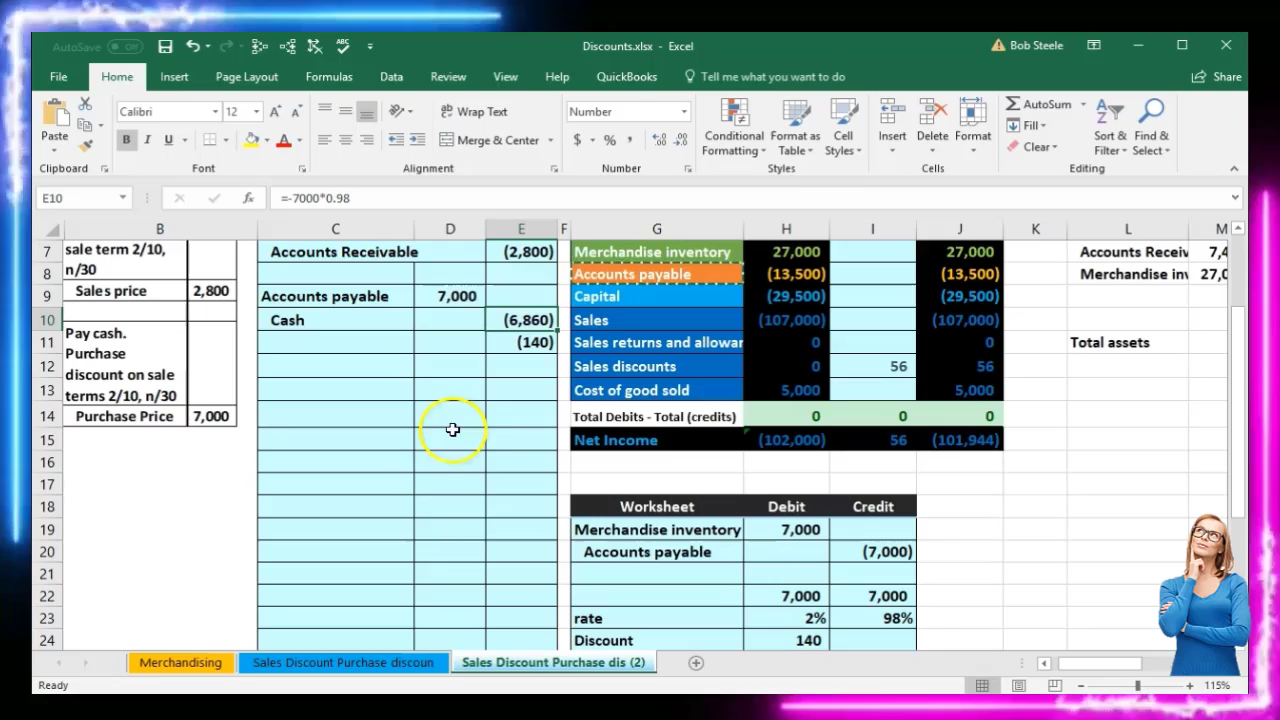 AutoSave Off
Discounts.xlsx - Excel
Bob Steele
File Home Insert Page Layout Formulas Data Review View Help QuickBooks Tell me what you want to do Share
Paste
Clipboard
Calibri 12
B I U
Font
Wrap Text
Merge & Center
Alignment
Number
$ % ,
Number
Conditional Formatting
Format as Table
Cell Styles
Styles
Insert Delete Format
Cells
AutoSum
Fill
Clear
Sort & Filter
Find & Select
Editing
E10 fx =-7000*0.98
B C D E F G H I J K L M
7 sale term 2/10, Accounts Receivable (2,800) Merchandise inventory 27,000 27,000 Accounts Receiv 7,4
8 n/30 Accounts payable (13,500) (13,500) Merchandise inv 27,0
9 Sales price 2,800 Accounts payable 7,000 Capital (29,500) (29,500)
10 Cash (6,860) Sales (107,000) (107,000)
Pay cash.
Purchase
discount on sale
terms 2/10, n/30
11 (140) Sales returns and allowar 0 0 Total assets
12 Sales discounts 0 56 56
13 Cost of good sold 5,000 5,000
14 Purchase Price 7,000 Total Debits - Total (credits) 0 0 0
15 Net Income (102,000) 56 (101,944)
16
17
18 Worksheet Debit Credit
19 Merchandise inventory 7,000
20 Accounts payable (7,000)
21
22 7,000 7,000
23 rate 2% 98%
24 Discount 140
Merchandising Sales Discount Purchase discoun Sales Discount Purchase dis (2)
Ready 115%